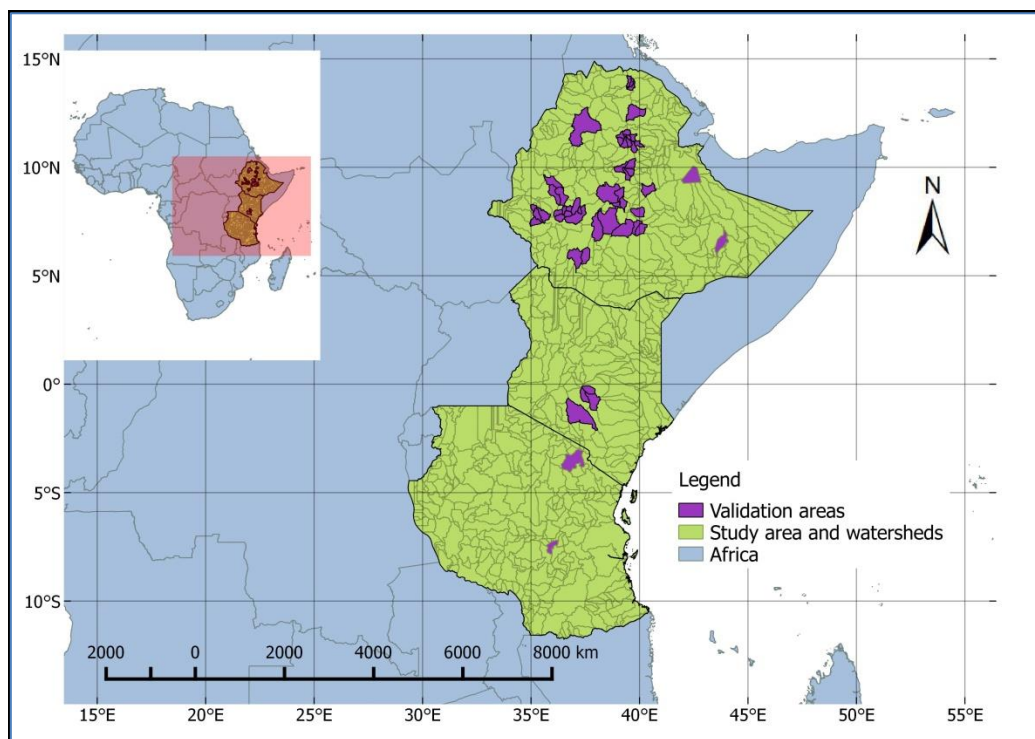 15°N
10°N
5°N
0°
5°S
10°S
N
Legend
Validation areas
Study area and watersheds
Africa
2000 0 2000 4000 6000 8000 km
15°E 20°E 25°E 30°E 35°E 40°E 45°E 50°E 55°E